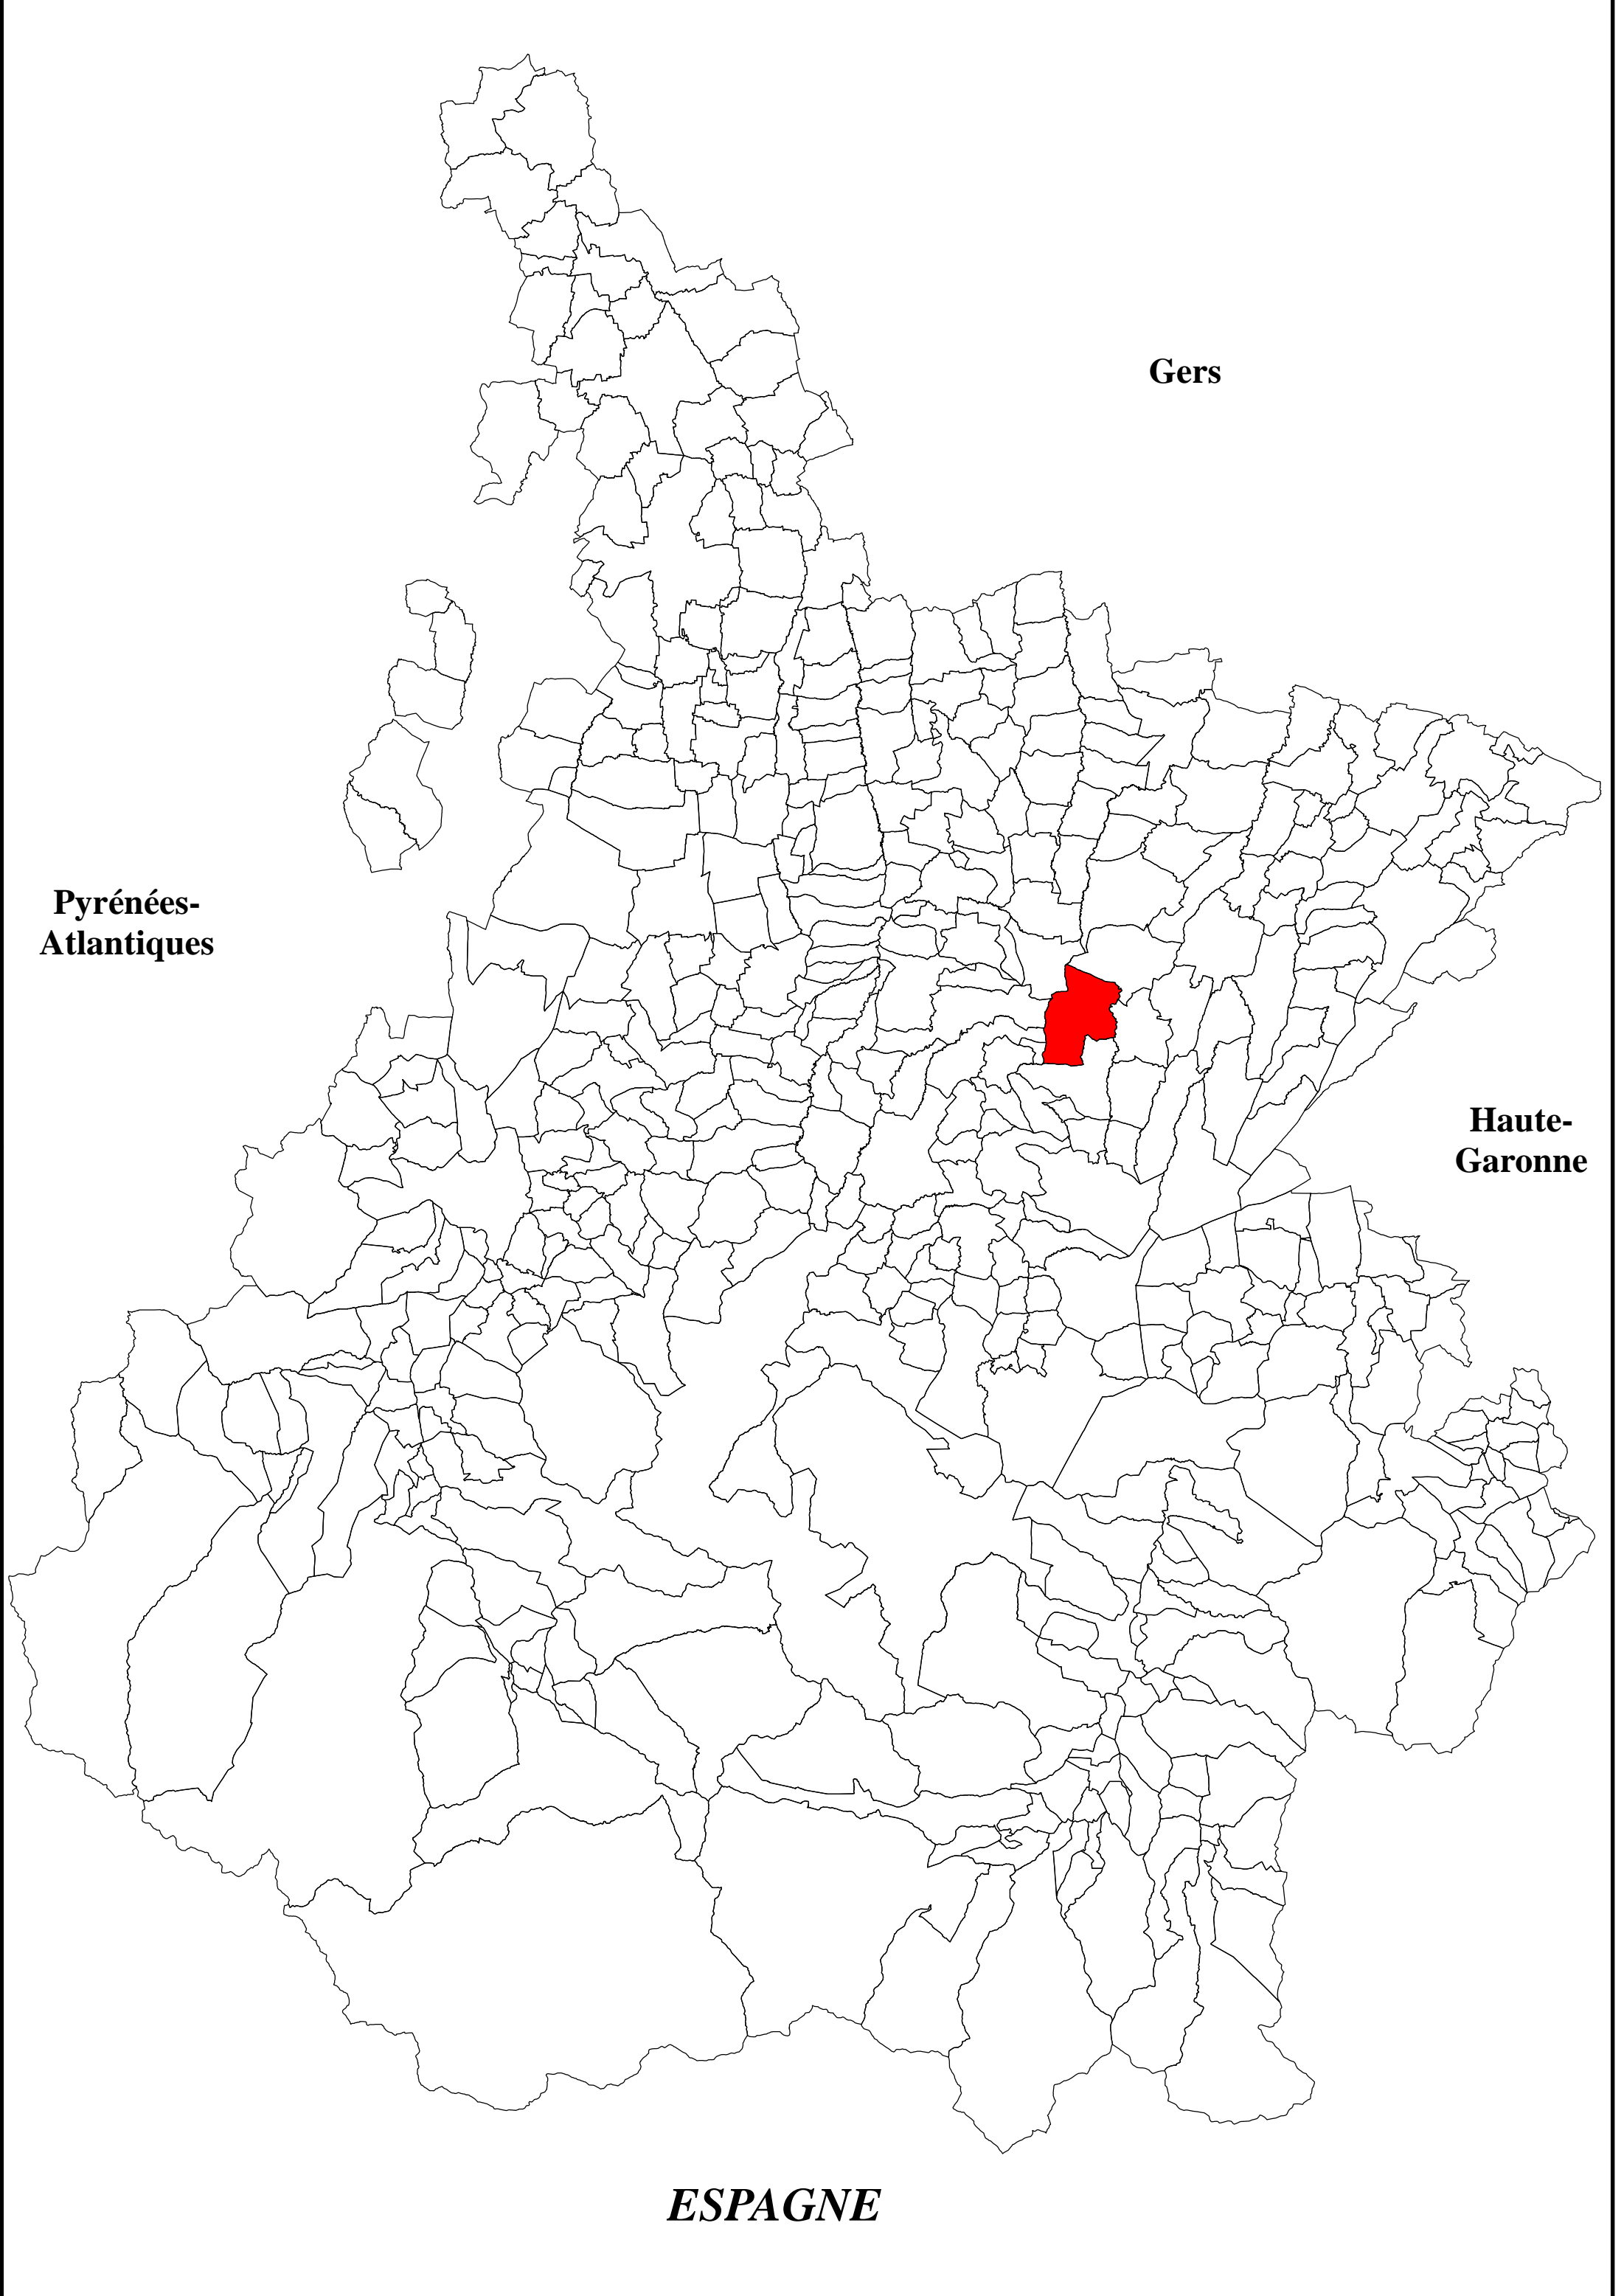 Gers
Pyrénées-
Atlantiques
Haute-
Garonne
ESPAGNE